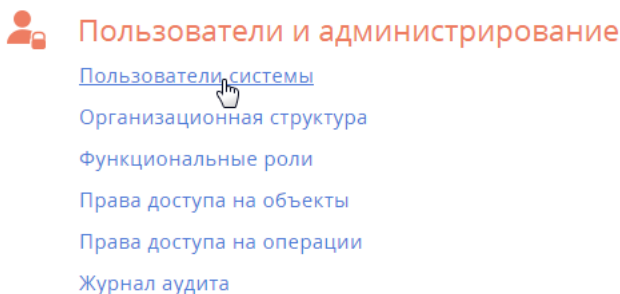 Пользователи и администрирование
Пользователи системы
Организационная структура
Функциональные роли
Права доступа на объекты
Права доступа на операции
Журнал аудита